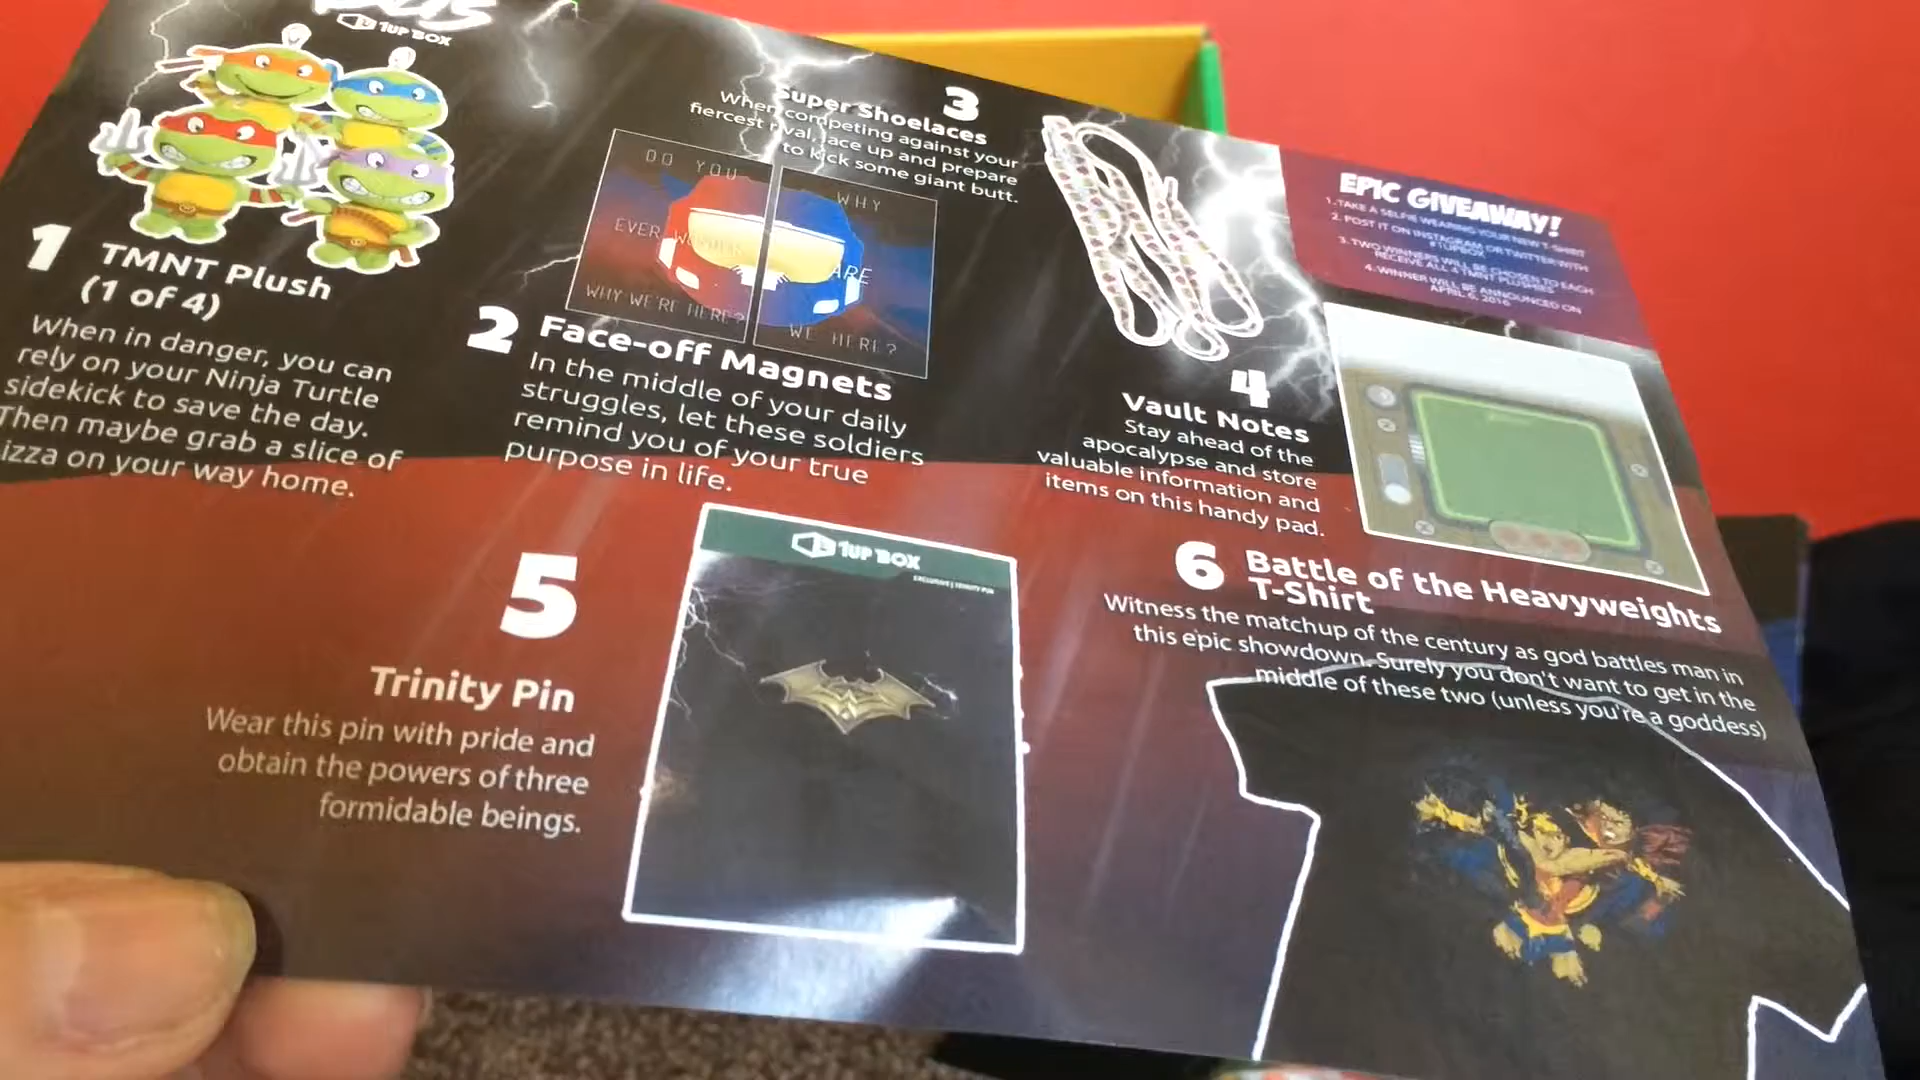 1UP BOX
1
TMNT Plush
(1 of 4)
When in danger, you can
rely on your Ninja Turtle
sidekick to save the day.
Then maybe grab a slice of
izza on your way home.
DO YOU
EVER WONDER
WHY WE'RE HERE?
WHY
ARE
WE HERE?
2
Face-off Magnets
In the middle of your daily
struggles, let these soldiers
remind you of your true
purpose in life.
3
Super Shoelaces
When competing against your
fiercest rival, lace up and prepare
to kick some giant butt.
EPIC GIVEAWAY!
1. TAKE A SELFIE WEARING YOUR NEW T-SHIRT
2. POST IT ON INSTAGRAM OR TWITTER WITH
#1UPBOX
3. TWO WINNERS WILL BE CHOSEN TO EACH
RECEIVE ALL 4 TMNT PLUSHIES
4. WINNER WILL BE ANNOUNCED ON
APRIL 6, 2016
4
Vault Notes
Stay ahead of the
apocalypse and store
valuable information and
items on this handy pad.
5
Trinity Pin
Wear this pin with pride and
obtain the powers of three
formidable beings.
1UP BOX
EXCLUSIVE | TRINITY PIN
6
Battle of the Heavyweights
T-Shirt
Witness the matchup of the century as god battles man in
this epic showdown. Surely you don't want to get in the
middle of these two (unless you're a goddess)